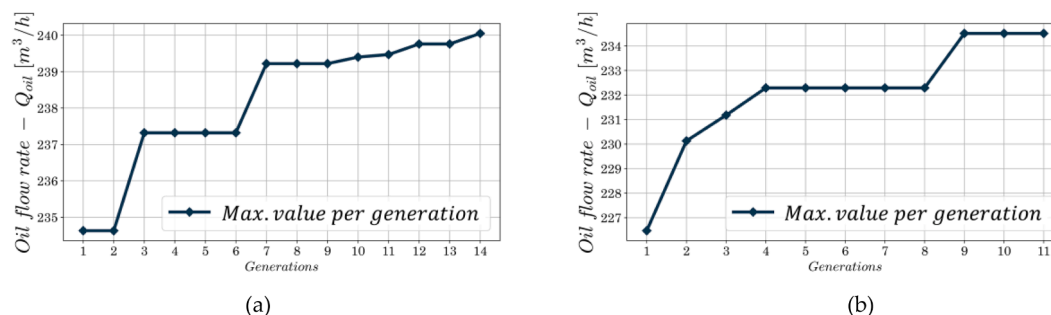 Oil flow rate − Q_oil [m³/h]
240
239
238
237
236
235
Max. value per generation
1 2 3 4 5 6 7 8 9 10 11 12 13 14
Generations
(a)
Oil flow rate − Q_oil [m³/h]
234
233
232
231
230
229
228
227
Max. value per generation
1 2 3 4 5 6 7 8 9 10 11
Generations
(b)